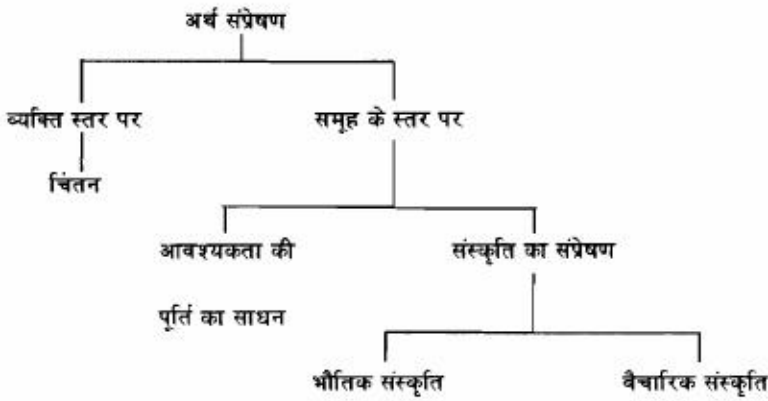 अर्थ संप्रेषण
व्यक्ति स्तर पर
समूह के स्तर पर
चिंतन
आवश्यकता की
संस्कृति का संप्रेषण
पूर्ति का साधन
भौतिक संस्कृति
वैचारिक संस्कृति